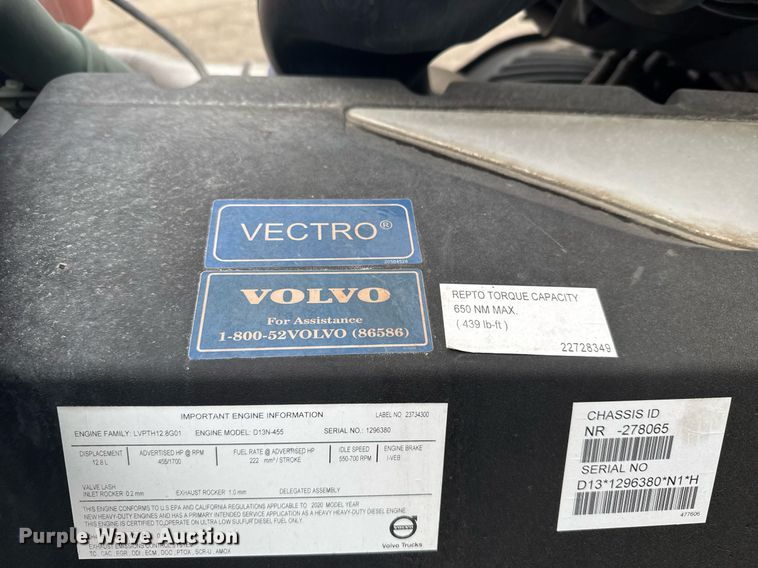 VECTRO®
20504526
VOLVO
For Assistance
1-800-52VOLVO (86586)
REPTO TORQUE CAPACITY
650 NM MAX.
( 439 lb-ft )
22728349
IMPORTANT ENGINE INFORMATION LABEL NO 23734300
ENGINE FAMILY: LVPTH12.8G01 ENGINE MODEL: D13N-455 SERIAL NO.: 1296380
DISPLACEMENT ADVERTISED HP @ RPM FUEL RATE @ ADVERTISED HP IDLE SPEED ENGINE BRAKE
12.8 L 455/1700 222 mm³ / STROKE 550-700 RPM I-VEB
VALVE LASH
INLET ROCKER: 0.2 mm EXHAUST ROCKER: 1.0 mm DELEGATED ASSEMBLY
THIS ENGINE CONFORMS TO U.S EPA AND CALIFORNIA REGULATIONS APPLICABLE TO 2020 MODEL YEAR
NEW HEAVY-DUTY ENGINES AND HAS A PRIMARY INTENDED SERVICE APPLICATION AS A HEAVY HEAVY-DUTY DIESEL ENGINE
THIS ENGINE IS CERTIFIED TO OPERATE ON ULTRA LOW SULFUR DIESEL FUEL ONLY.
EXHAUST EMISSIONS CONTROL
TC, CAC, EGR, DDI, ECM, DOC, PTOX, SCR-U, AMOX
VOLVO
Volvo Trucks
CHASSIS ID
NR -278065
SERIAL NO
D13*1296380*N1*H
477606
Purple Wave Auction